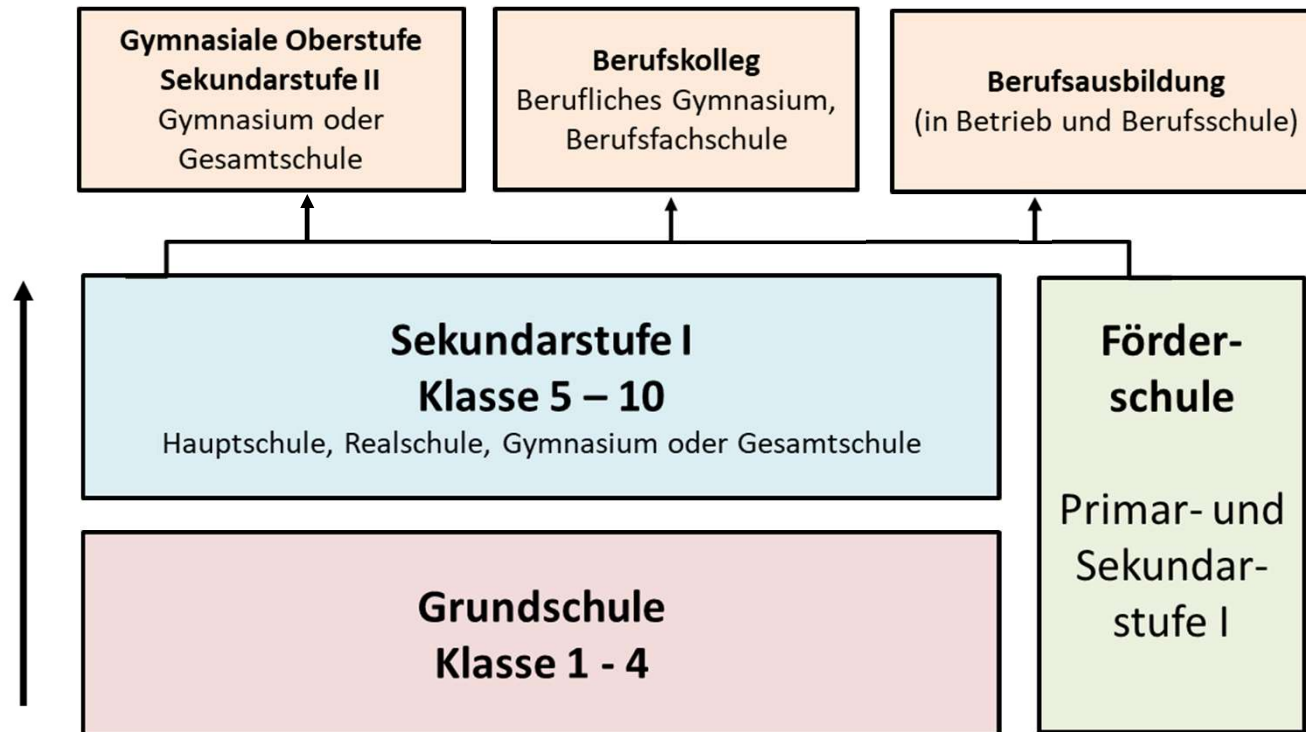 Gymnasiale Oberstufe
Sekundarstufe II
Gymnasium oder
Gesamtschule
Berufskolleg
Berufliches Gymnasium,
Berufsfachschule
Berufsausbildung
(in Betrieb und Berufsschule)
Sekundarstufe I
Klasse 5 – 10
Hauptschule, Realschule, Gymnasium oder Gesamtschule
Förder-
schule
Primar- und
Sekundar-
stufe I
Grundschule
Klasse 1 - 4